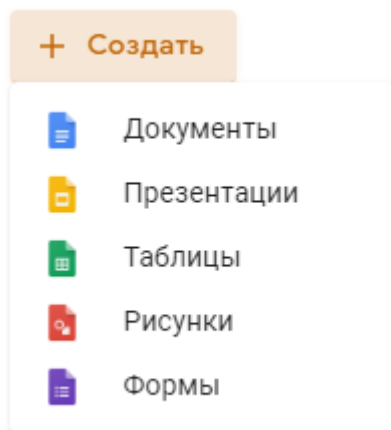 + Создать
Документы
Презентации
Таблицы
Рисунки
Формы